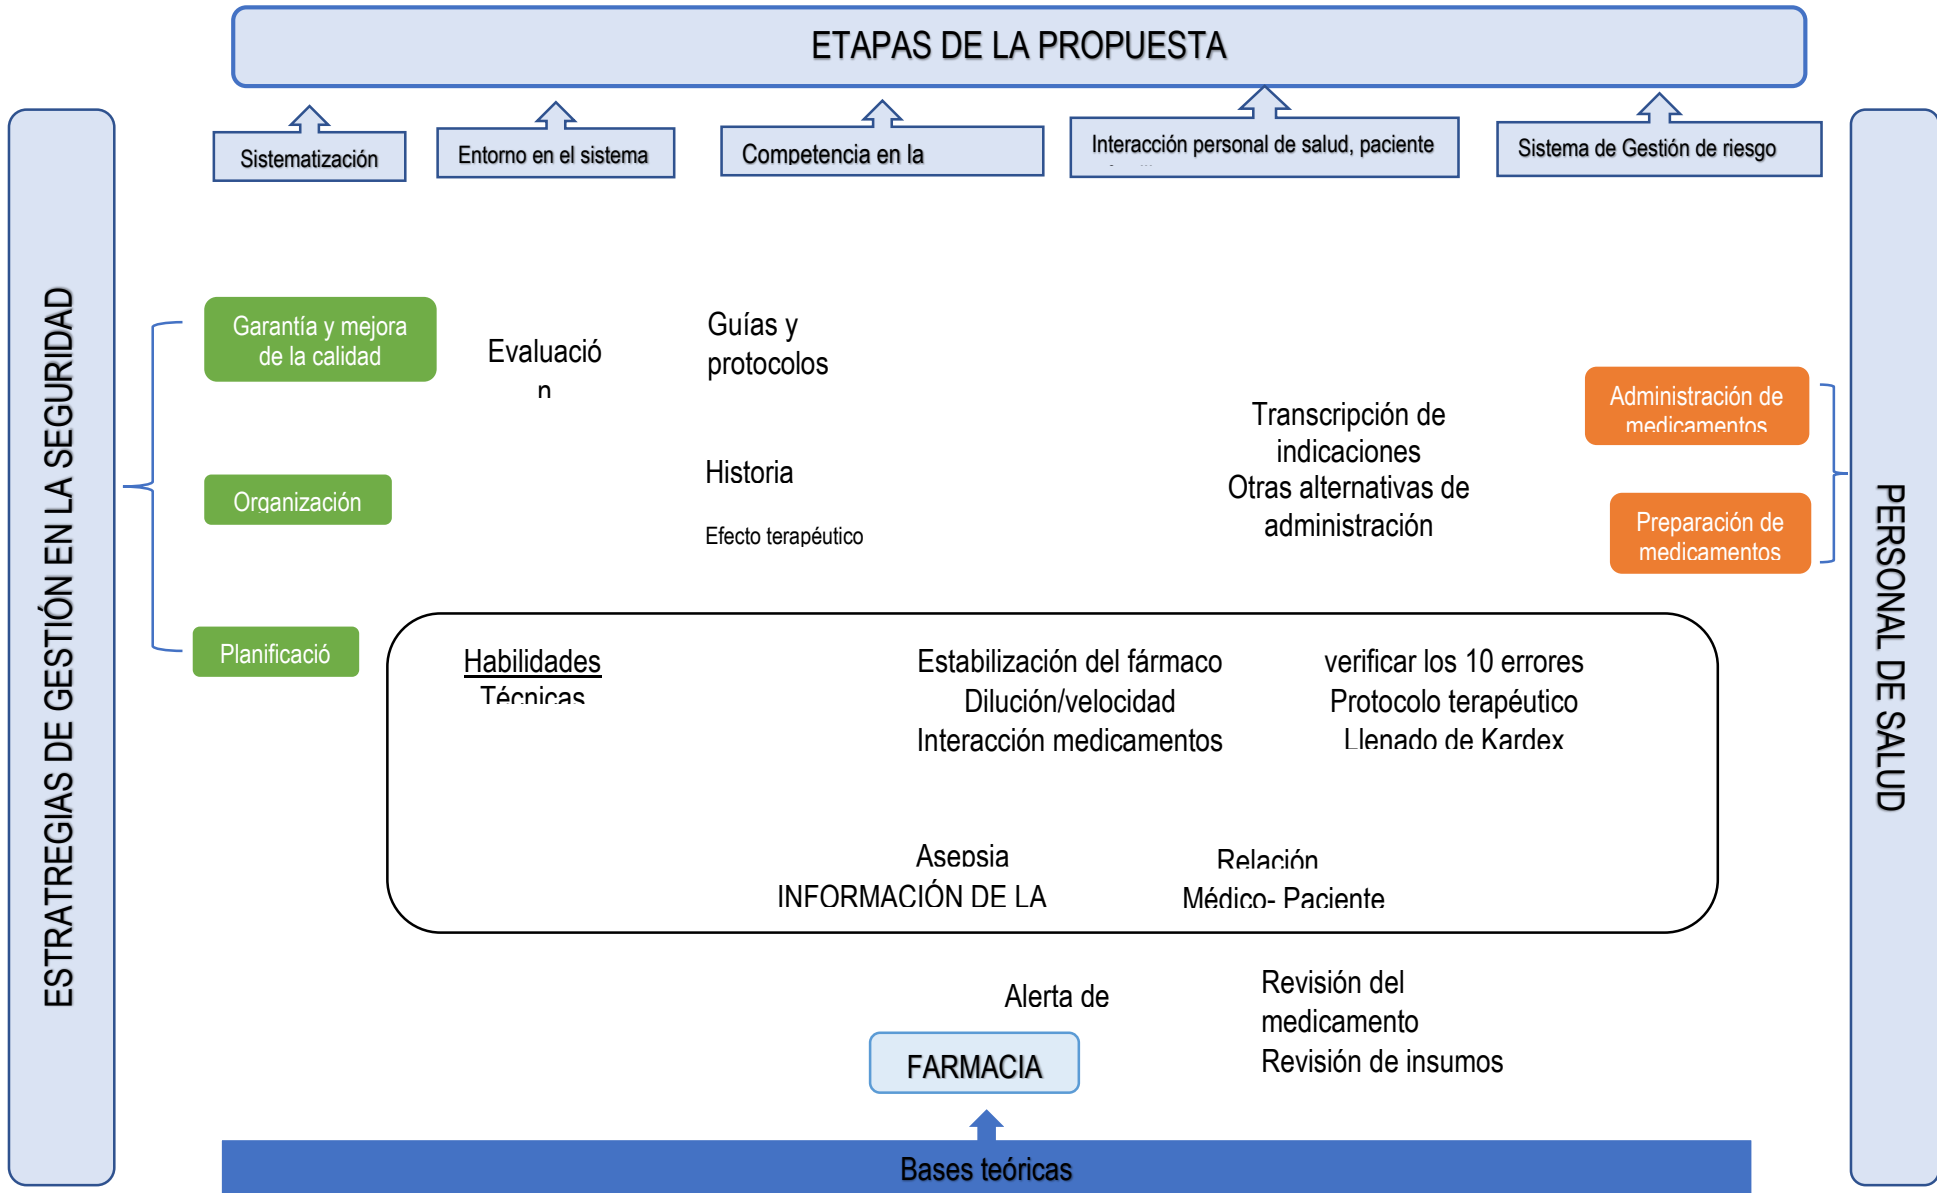 ETAPAS DE LA PROPUESTA
Sistematización
Entorno en el sistema
Competencia en la
Interacción personal de salud, paciente
Sistema de Gestión de riesgo
ESTRATREGIAS DE GESTIÓN EN LA SEGURIDAD
Garantía y mejora
de la calidad
Organización
Planificació
Evaluació
n
Guías y
protocolos
Historia
Efecto terapéutico
Transcripción de
indicaciones
Otras alternativas de
administración
Administración de
medicamentos
Preparación de
medicamentos
PERSONAL DE SALUD
Habilidades
Técnicas
Estabilización del fármaco
Dilución/velocidad
Interacción medicamentos
verificar los 10 errores
Protocolo terapéutico
Llenado de Kardex
Asepsia
INFORMACIÓN DE LA
Relación
Médico- Paciente
Alerta de
Revisión del
medicamento
Revisión de insumos
FARMACIA
Bases teóricas